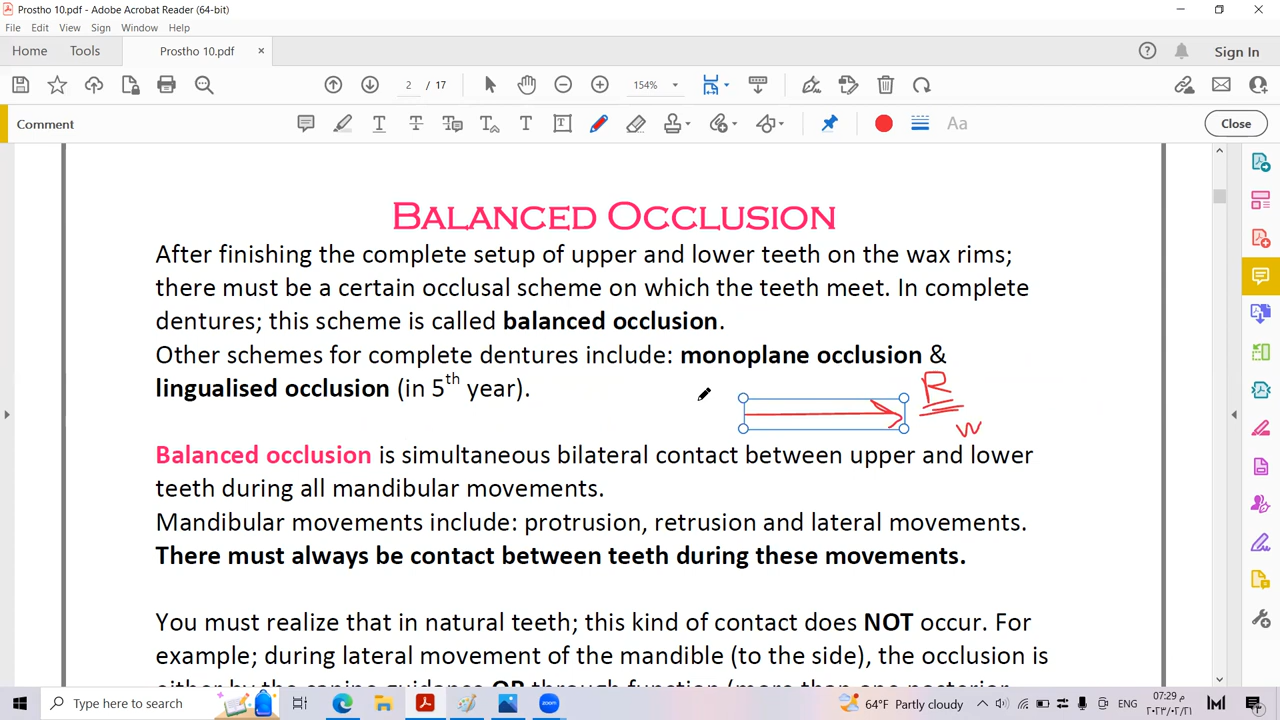 Prostho 10.pdf - Adobe Acrobat Reader (64-bit)
File Edit View Sign Window Help
Home Tools Prostho 10.pdf × Sign In
2 / 17 154%
Comment Aa Close
BALANCED OCCLUSION
After finishing the complete setup of upper and lower teeth on the wax rims;
there must be a certain occlusal scheme on which the teeth meet. In complete
dentures; this scheme is called balanced occlusion.
Other schemes for complete dentures include: monoplane occlusion &
lingualised occlusion (in 5th year).
R
W
Balanced occlusion is simultaneous bilateral contact between upper and lower
teeth during all mandibular movements.
Mandibular movements include: protrusion, retrusion and lateral movements.
There must always be contact between teeth during these movements.
You must realize that in natural teeth; this kind of contact does NOT occur. For
example; during lateral movement of the mandible (to the side), the occlusion is
Type here to search 64°F Partly cloudy 07:29 م